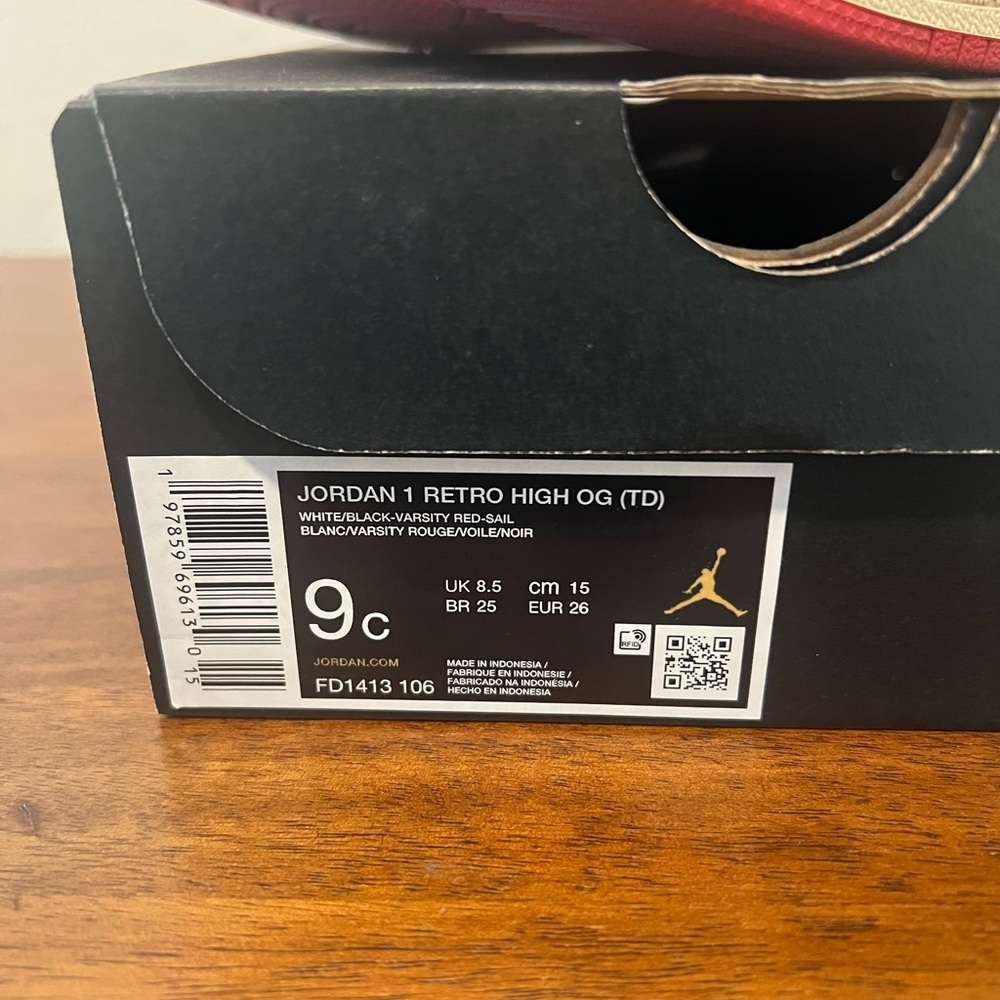 JORDAN 1 RETRO HIGH OG (TD)
WHITE/BLACK-VARSITY RED-SAIL
BLANC/VARSITY ROUGE/VOILE/NOIR
9c
UK 8.5 cm 15
BR 25 EUR 26
RFID
JORDAN.COM
FD1413 106
MADE IN INDONESIA /
FABRIQUE EN INDONESIE /
FABRICADO NA INDONÉSIA /
HECHO EN INDONESIA
1 97859 69613 0 15